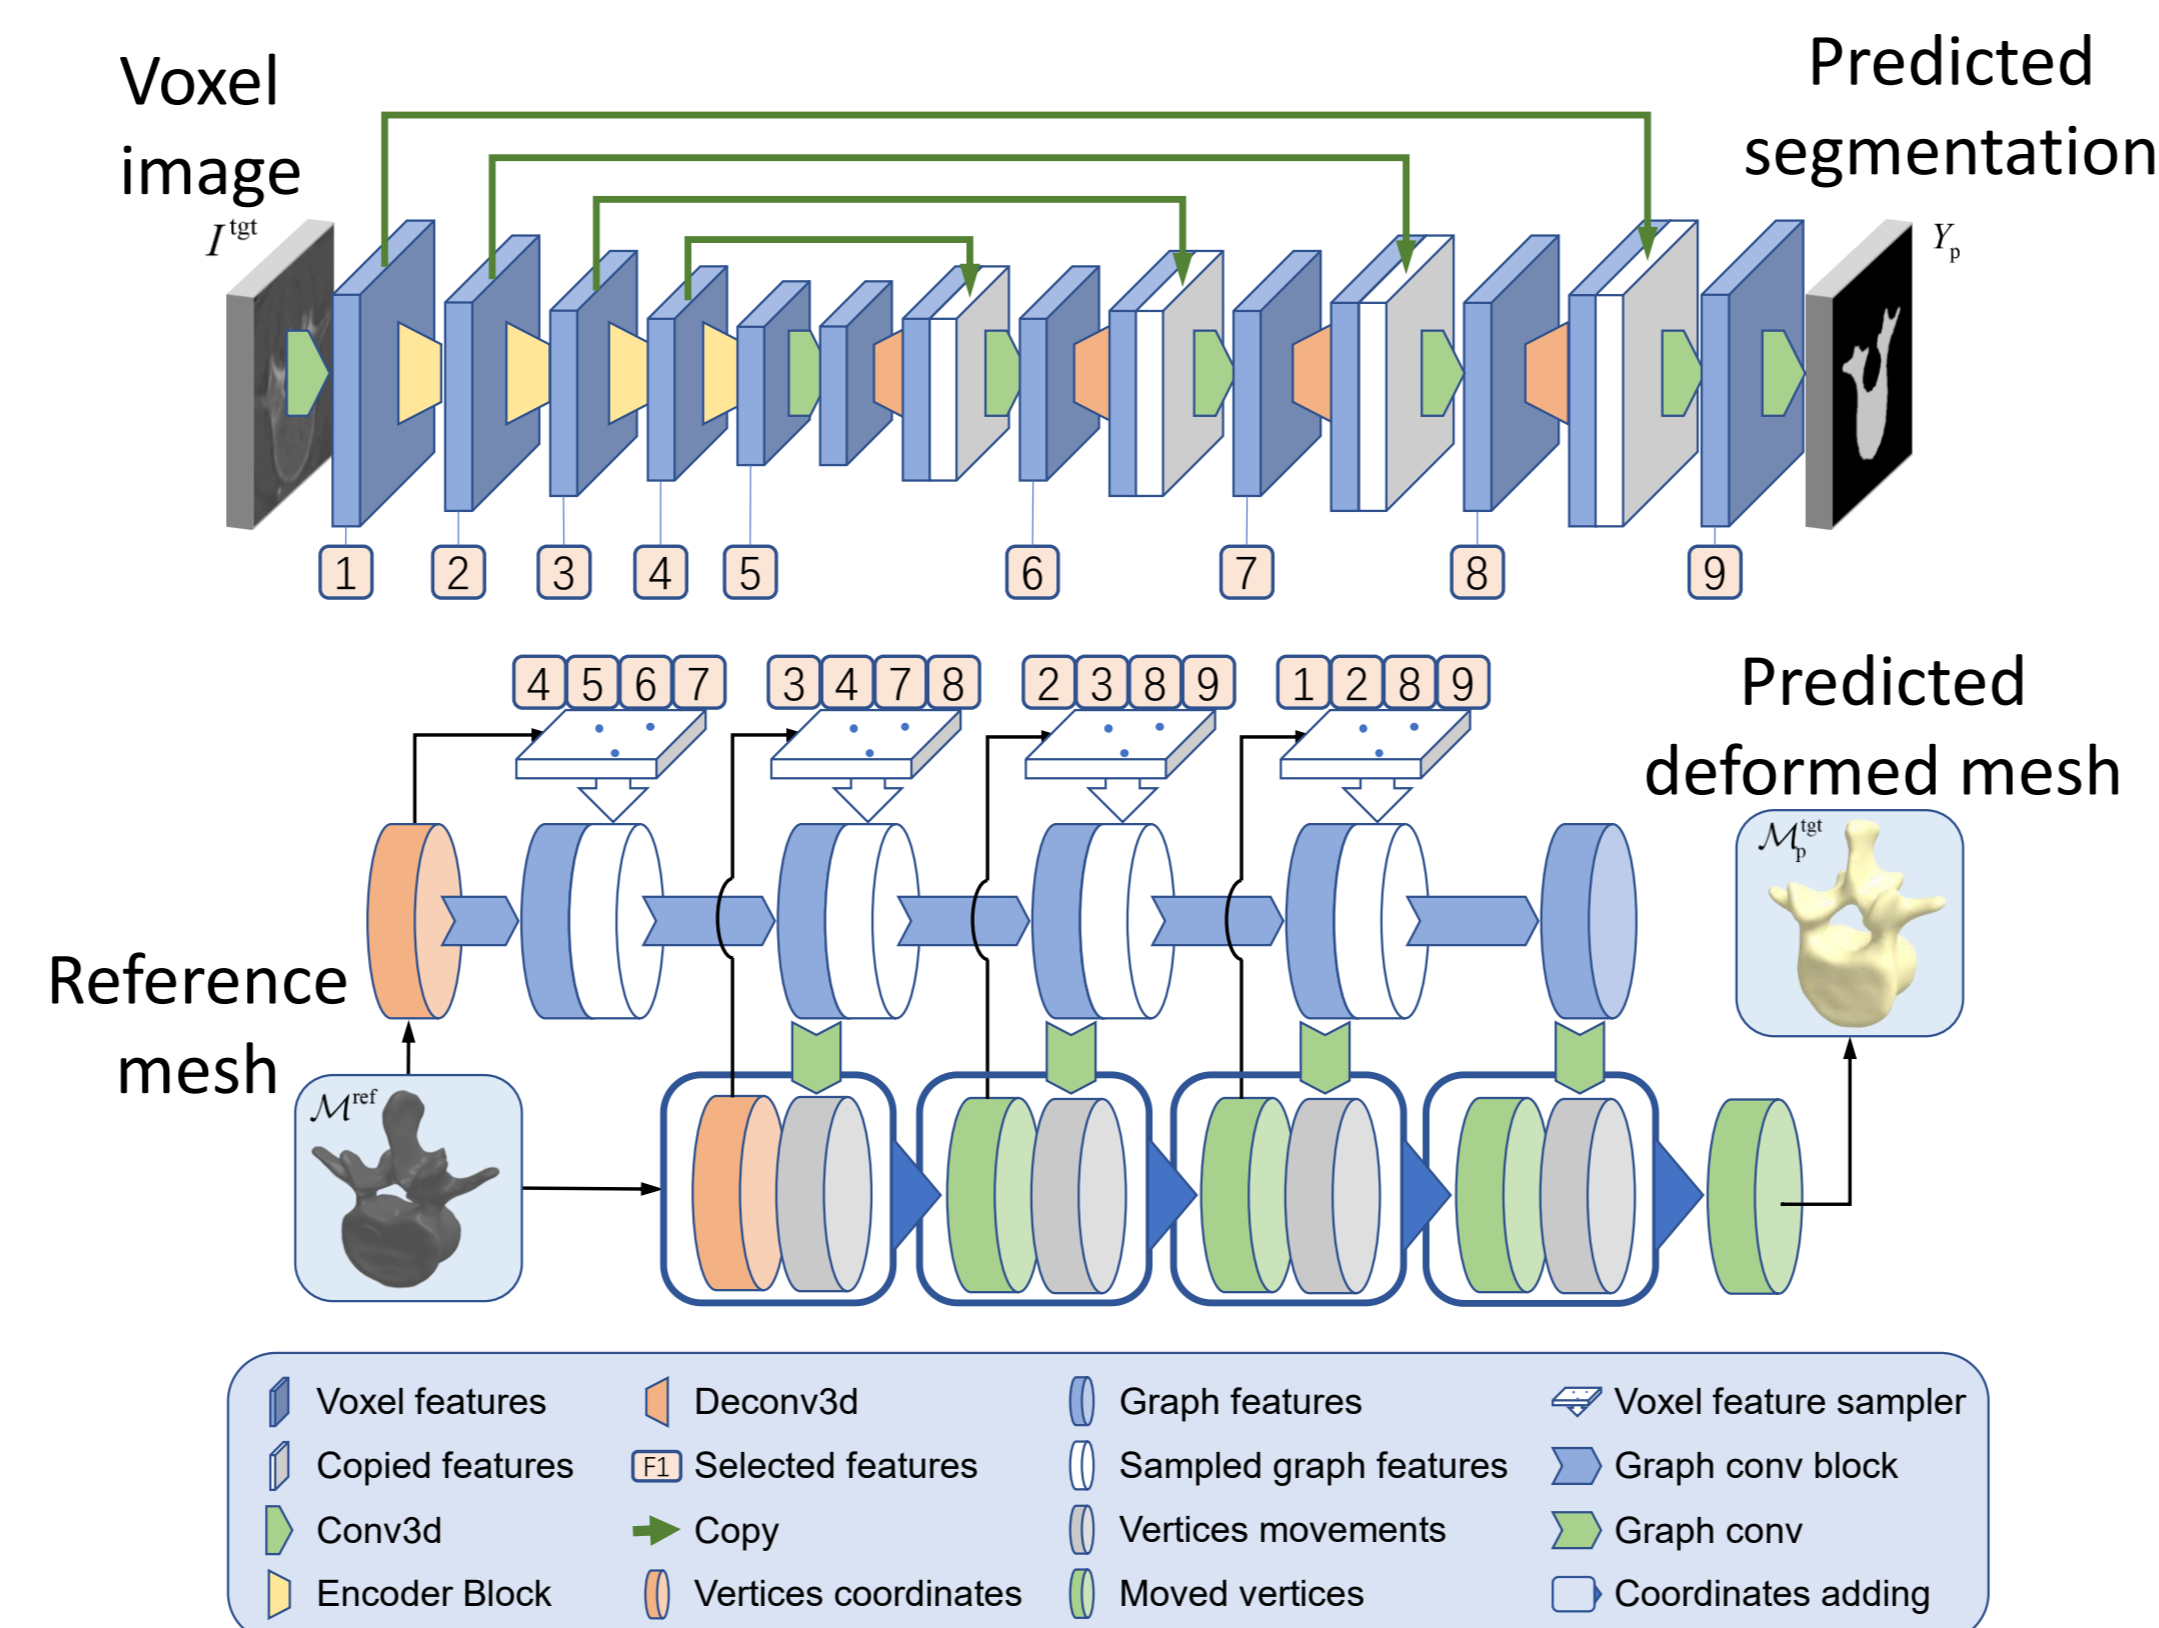 Voxel
image
I^tgt
Predicted
segmentation
Y_p
1 2 3 4 5 6 7 8 9
4 5 6 7 3 4 7 8 2 3 8 9 1 2 8 9
Predicted
deformed mesh
ℳ_p^tgt
Reference
mesh
ℳ^ref
Voxel features Deconv3d Graph features Voxel feature sampler
Copied features F1 Selected features Sampled graph features Graph conv block
Conv3d Copy Vertices movements Graph conv
Encoder Block Vertices coordinates Moved vertices Coordinates adding